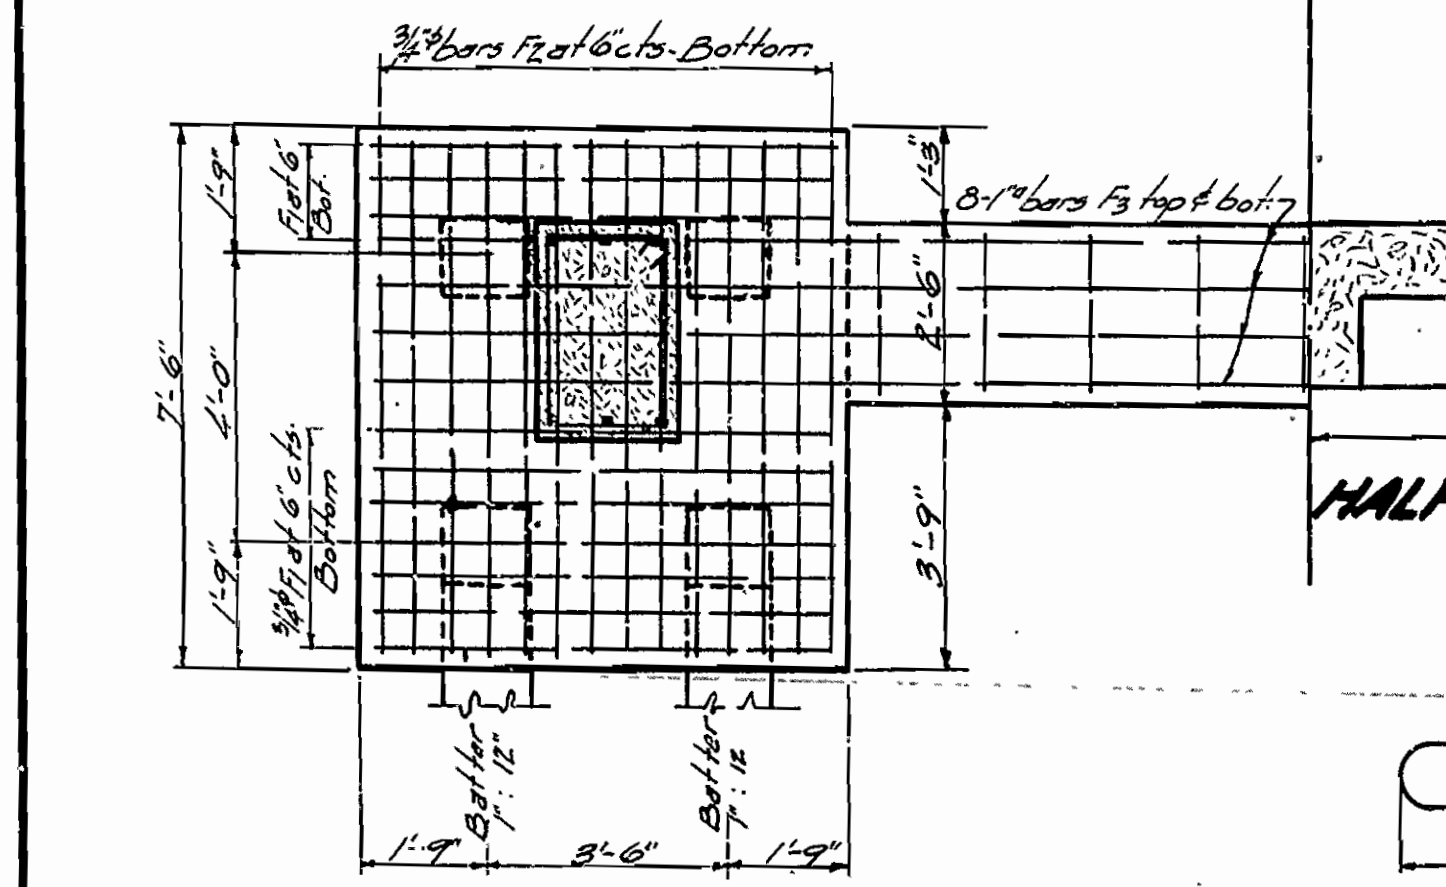 3/4"ϕ bars F2 at 6" cts.-Bottom
1'-9"
F1 at 6"
Bot.
1'-3"
8-1"▫ bars F3 top & bot.
7'-6"
4'-0"
2'-6"
3/4"ϕ F1 at 6" cts.
Bottom
1'-9"
3'-9"
HALF
Batter
1" : 12"
Batter
1" : 12
1'-9"
3'-6"
1'-9"